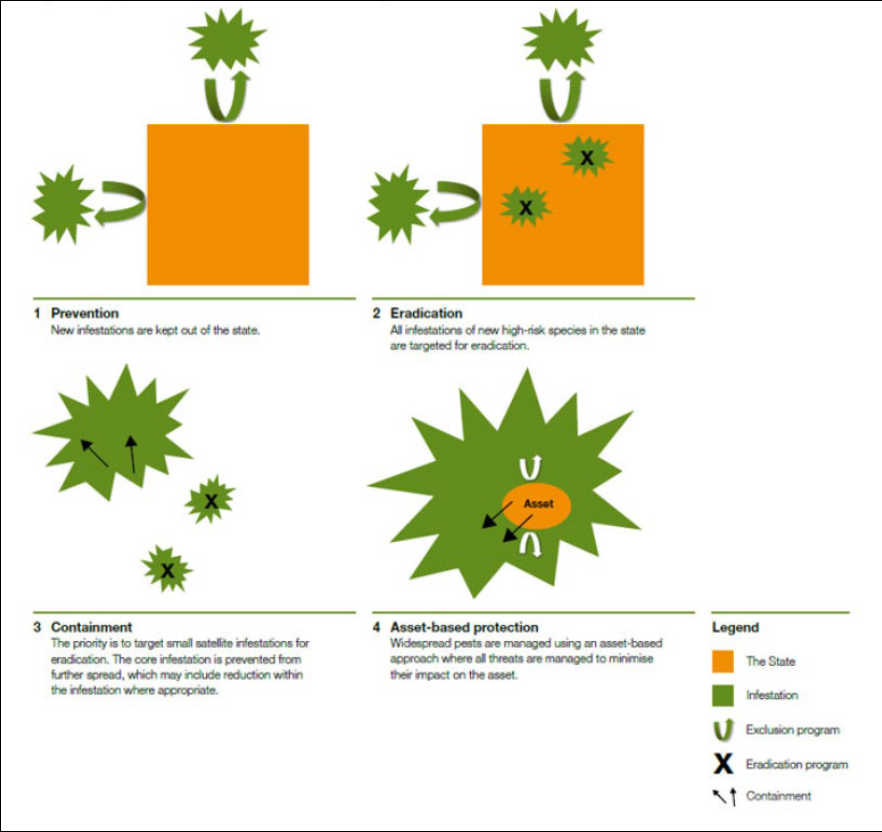 X
X
1 Prevention
New infestations are kept out of the state.
2 Eradication
All infestations of new high-risk species in the state
are targeted for eradication.
X
X
Asset
3 Containment
The priority is to target small satellite infestations for
eradication. The core infestation is prevented from
further spread, which may include reduction within
the infestation where appropriate.
4 Asset-based protection
Widespread pests are managed using an asset-based
approach where all threats are managed to minimise
their impact on the asset.
Legend
The State
Infestation
Exclusion program
X Eradication program
Containment